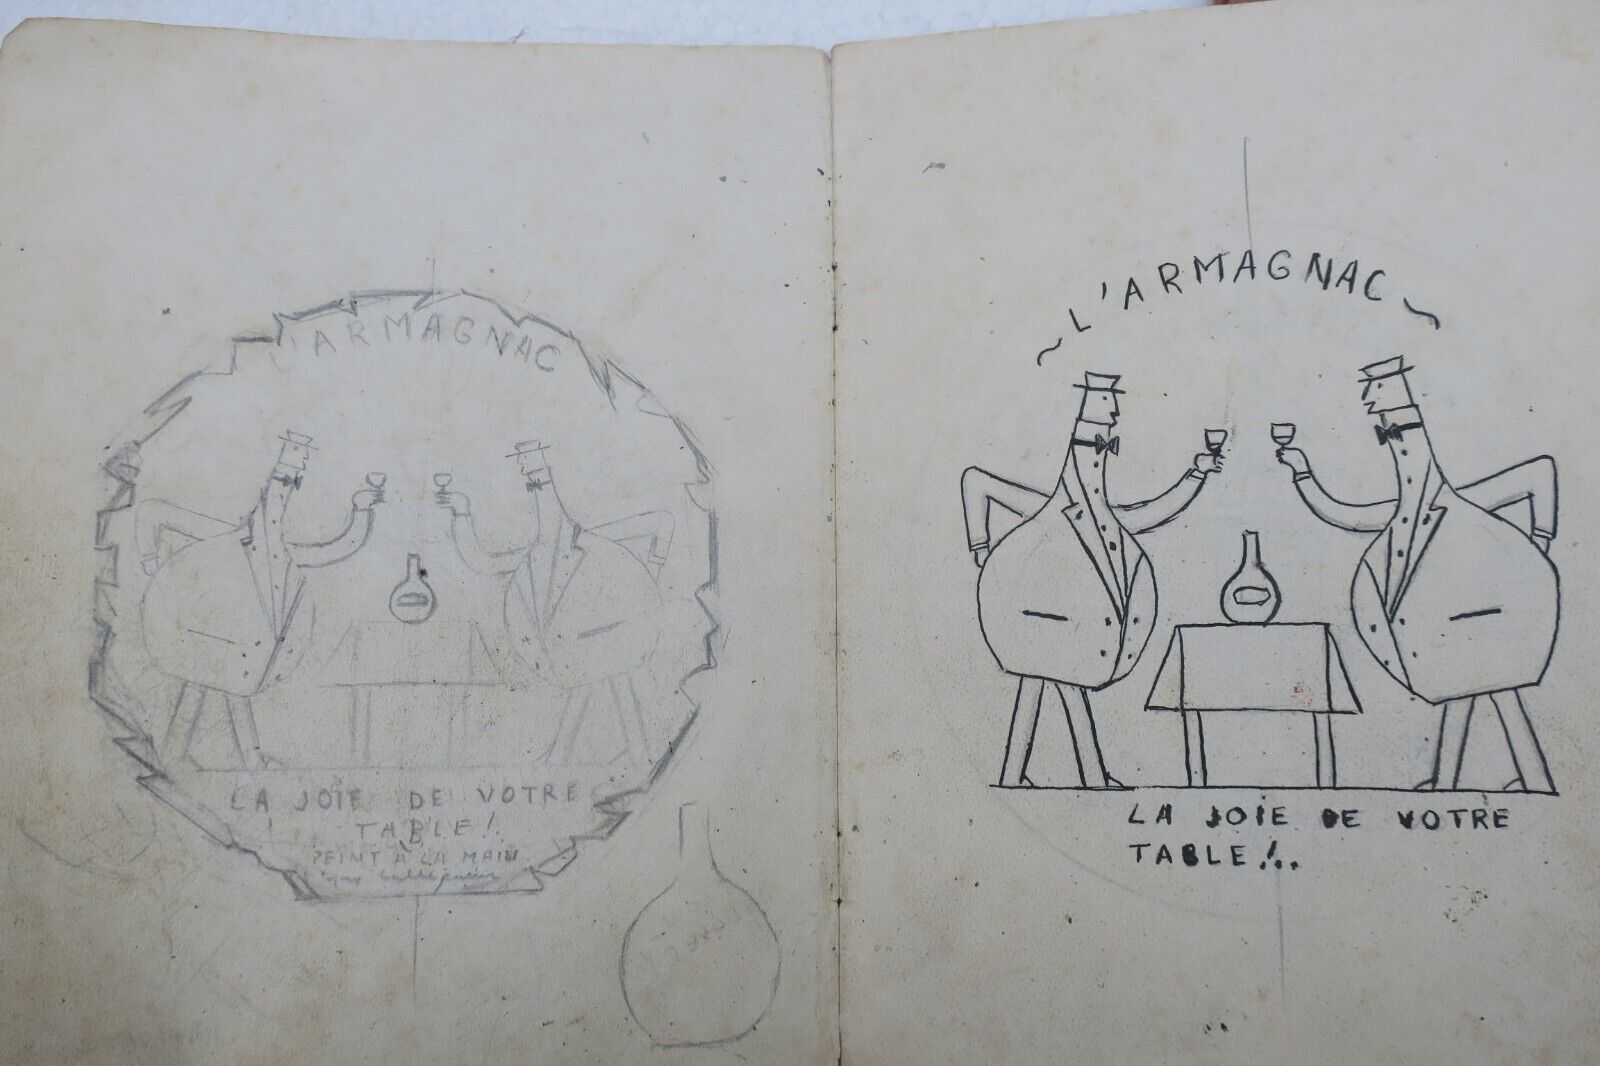 L'ARMAGNAC
LA JOIE DE VOTRE
TABLE!
PEINT A LA MAIN
~ L'ARMAGNAC ~
LA JOIE DE VOTRE
TABLE!..